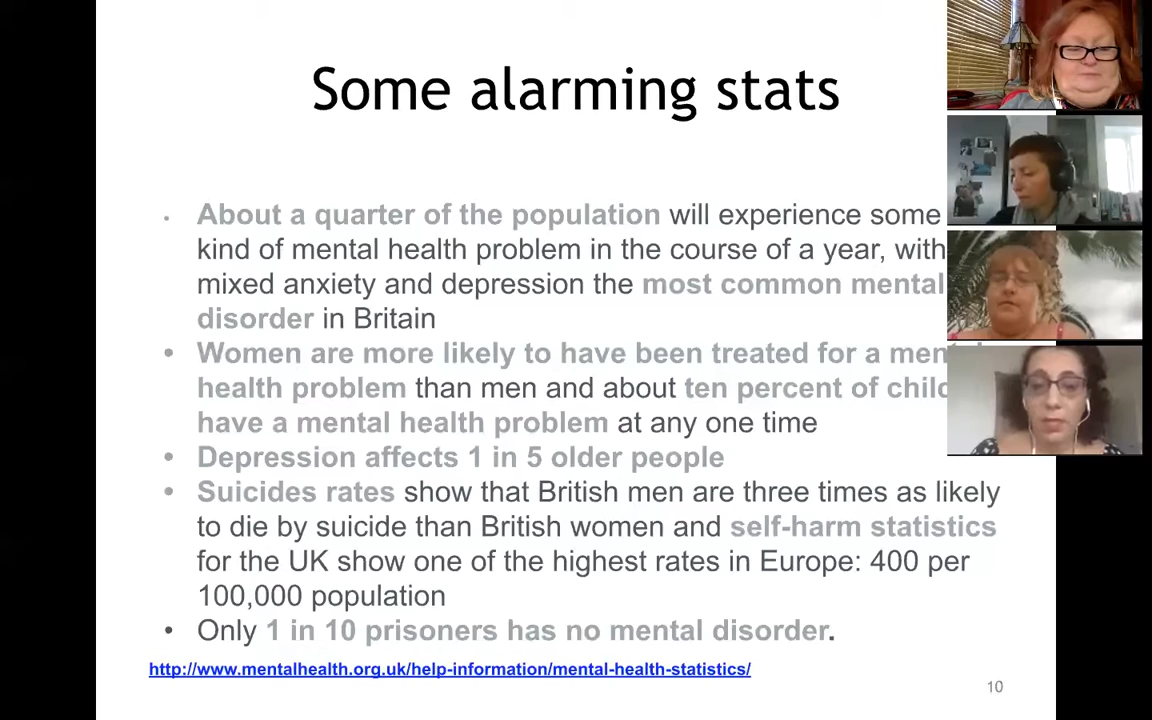 Some alarming stats
• About a quarter of the population will experience some
kind of mental health problem in the course of a year, with
mixed anxiety and depression the most common mental
disorder in Britain
• Women are more likely to have been treated for a
health problem than men and about ten percent of
have a mental health problem at any one time
• Depression affects 1 in 5 older people
• Suicides rates show that British men are three times as likely
to die by suicide than British women and self-harm statistics
for the UK show one of the highest rates in Europe: 400 per
100,000 population
• Only 1 in 10 prisoners has no mental disorder.
http://www.mentalhealth.org.uk/help-information/mental-health-statistics/
10